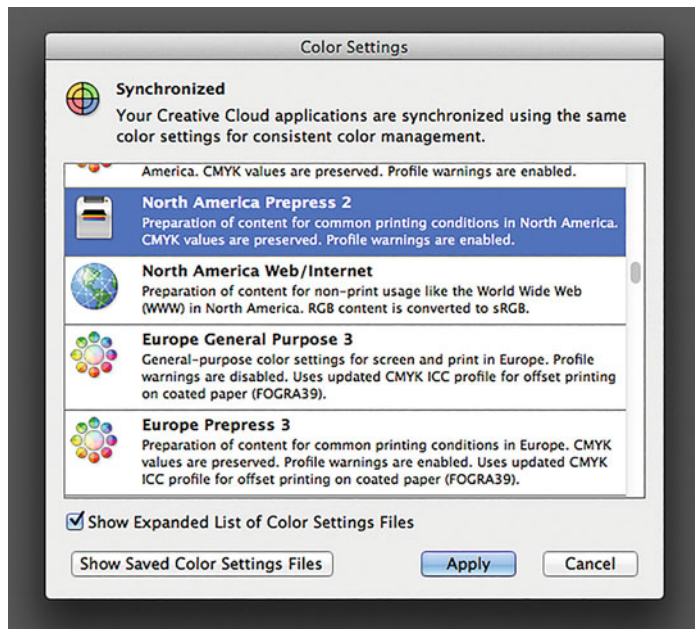 Color Settings
Synchronized
Your Creative Cloud applications are synchronized using the same
color settings for consistent color management.
America. CMYK values are preserved. Profile warnings are enabled.
North America Prepress 2
Preparation of content for common printing conditions in North America.
CMYK values are preserved. Profile warnings are enabled.
North America Web/Internet
Preparation of content for non-print usage like the World Wide Web
(WWW) in North America. RGB content is converted to sRGB.
Europe General Purpose 3
General-purpose color settings for screen and print in Europe. Profile
warnings are disabled. Uses updated CMYK ICC profile for offset printing
on coated paper (FOGRA39).
Europe Prepress 3
Preparation of content for common printing conditions in Europe. CMYK
values are preserved. Profile warnings are enabled. Uses updated CMYK
ICC profile for offset printing on coated paper (FOGRA39).
Show Expanded List of Color Settings Files
Show Saved Color Settings Files
Apply
Cancel